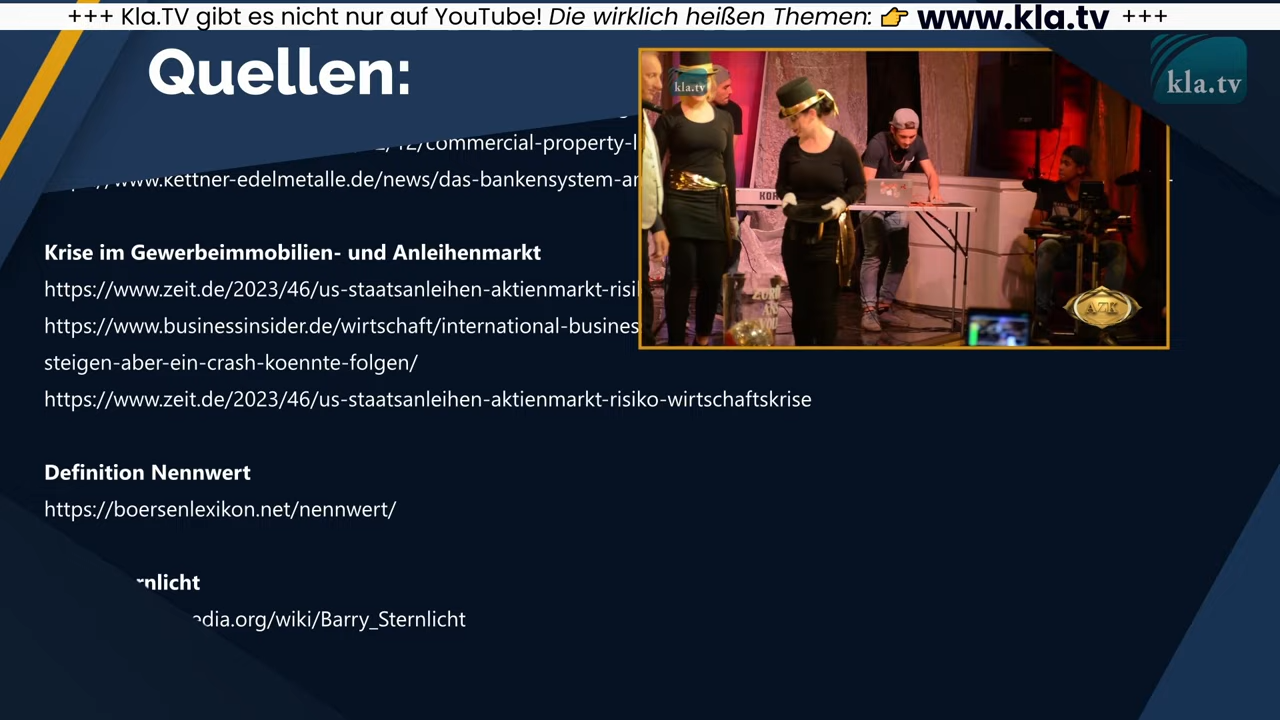 +++ Kla.TV gibt es nicht nur auf YouTube! Die wirklich heißen Themen: 👉 www.kla.tv +++
Quellen:
kla.tv
kla.tv
/commercial-property-l
www.kettner-edelmetalle.de/news/das-bankensystem-ar
KOR
Krise im Gewerbeimmobilien- und Anleihenmarkt
https://www.zeit.de/2023/46/us-staatsanleihen-aktienmarkt-risi
AZK
https://www.businessinsider.de/wirtschaft/international-busines
steigen-aber-ein-crash-koennte-folgen/
https://www.zeit.de/2023/46/us-staatsanleihen-aktienmarkt-risiko-wirtschaftskrise
Definition Nennwert
https://boersenlexikon.net/nennwert/
rnlicht
edia.org/wiki/Barry_Sternlicht